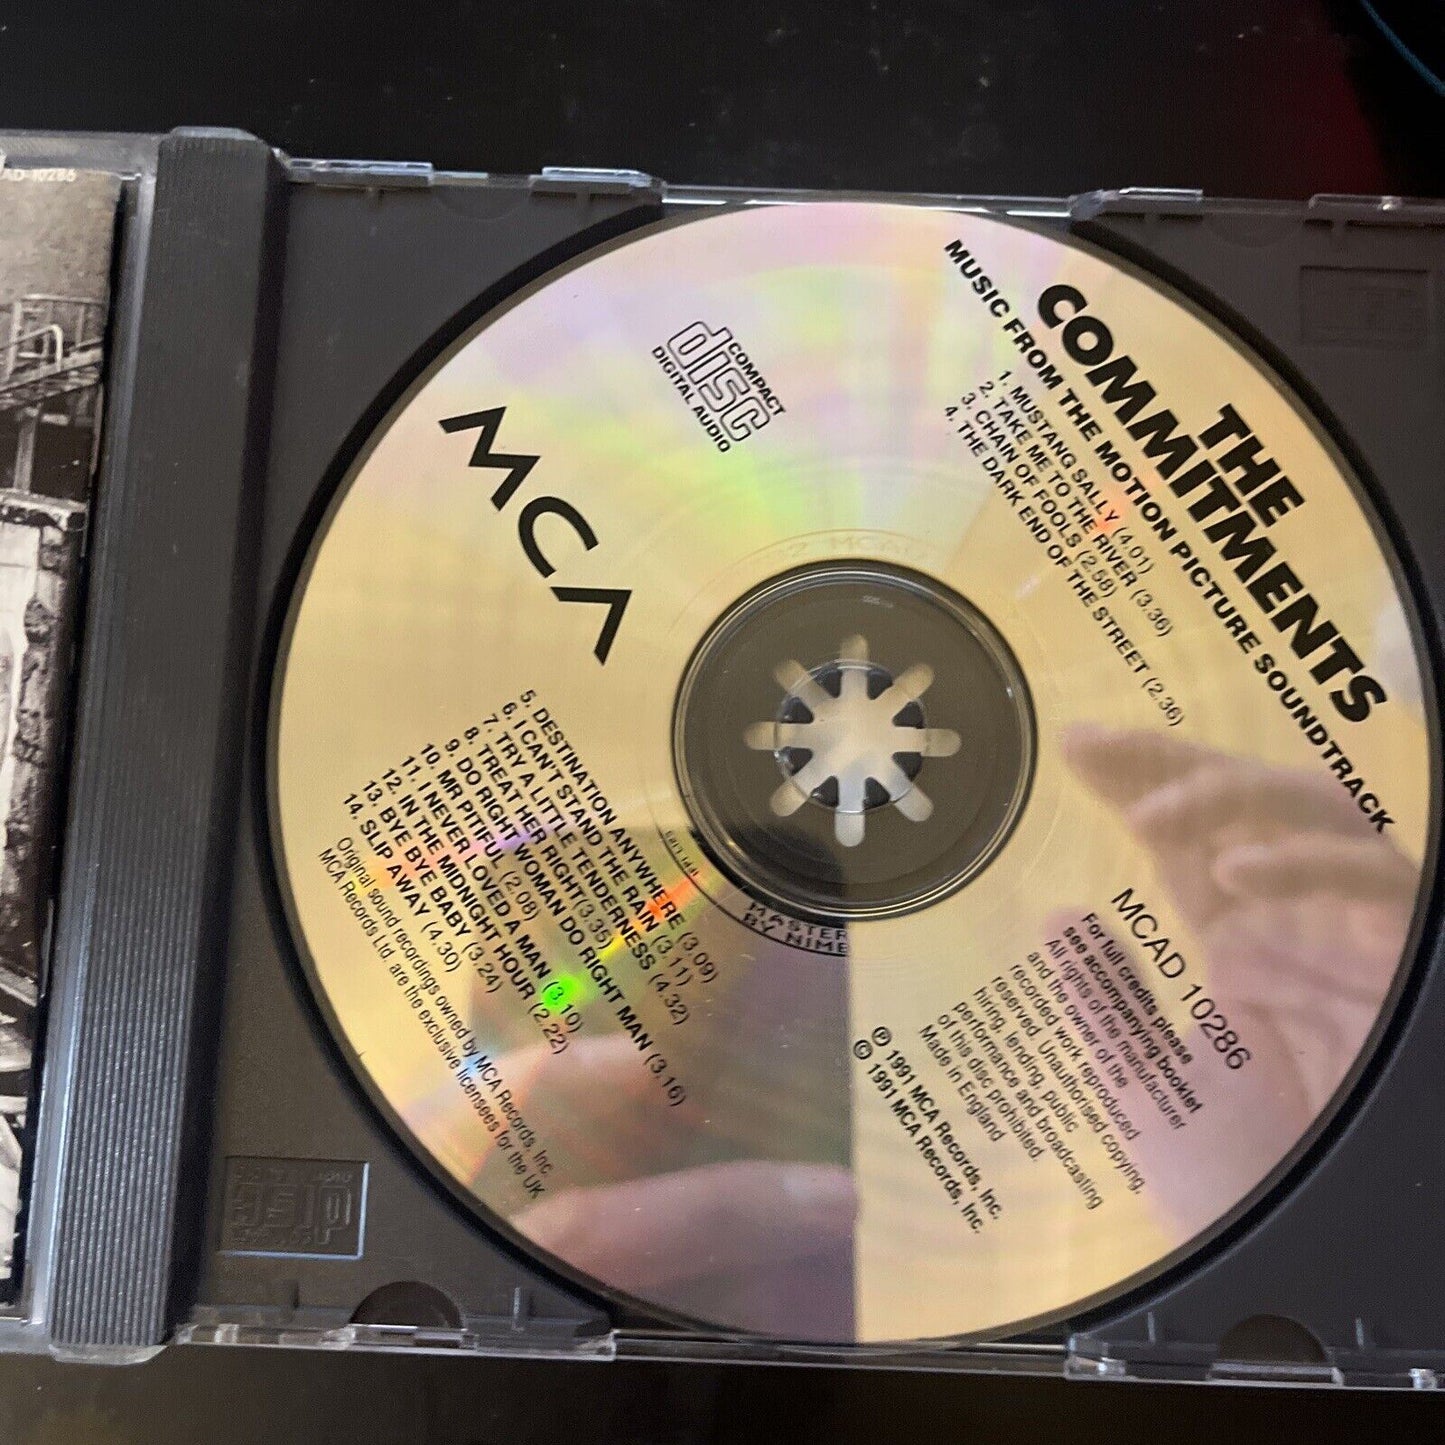 AD 10286
THE
COMMITMENTS
MUSIC FROM THE MOTION PICTURE SOUNDTRACK
1. MUSTANG SALLY (4.01)
2. TAKE ME TO THE RIVER (3.36)
3. CHAIN OF FOOLS (2.58)
4. THE DARK END OF THE STREET (2.36)
COMPACT
disc
DIGITAL AUDIO
MCA
5. DESTINATION ANYWHERE (3.09)
6. I CAN'T STAND THE RAIN (3.11)
7. TRY A LITTLE TENDERNESS (4.32)
8. TREAT HER RIGHT(3.35)
9. DO RIGHT WOMAN DO RIGHT MAN (3.16)
10. MR PITIFUL (2.08)
11. I NEVER LOVED A MAN (3.10)
12. IN THE MIDNIGHT HOUR (2.22)
13. BYE BYE BABY (3.24)
14. SLIP AWAY (4.30)
Original sound recordings owned by MCA Records, Inc
MCA Records Ltd. are the exclusive licensees for the UK
MASTER
BY NIMB
MCAD 10286
For full credits please
see accompanying booklet
All rights of the manufacturer
and the owner of the
recorded work reproduced
reserved. Unauthorised copying,
hiring, lending, public
performance and broadcasting
of this disc prohibited.
Made in England
℗ 1991 MCA Records, Inc.
© 1991 MCA Records, Inc.